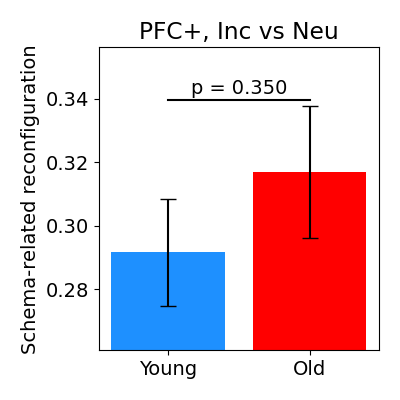 PFC+, Inc vs Neu
Schema-related reconfiguration
0.34
0.32
0.30
0.28
p = 0.350
Young
Old